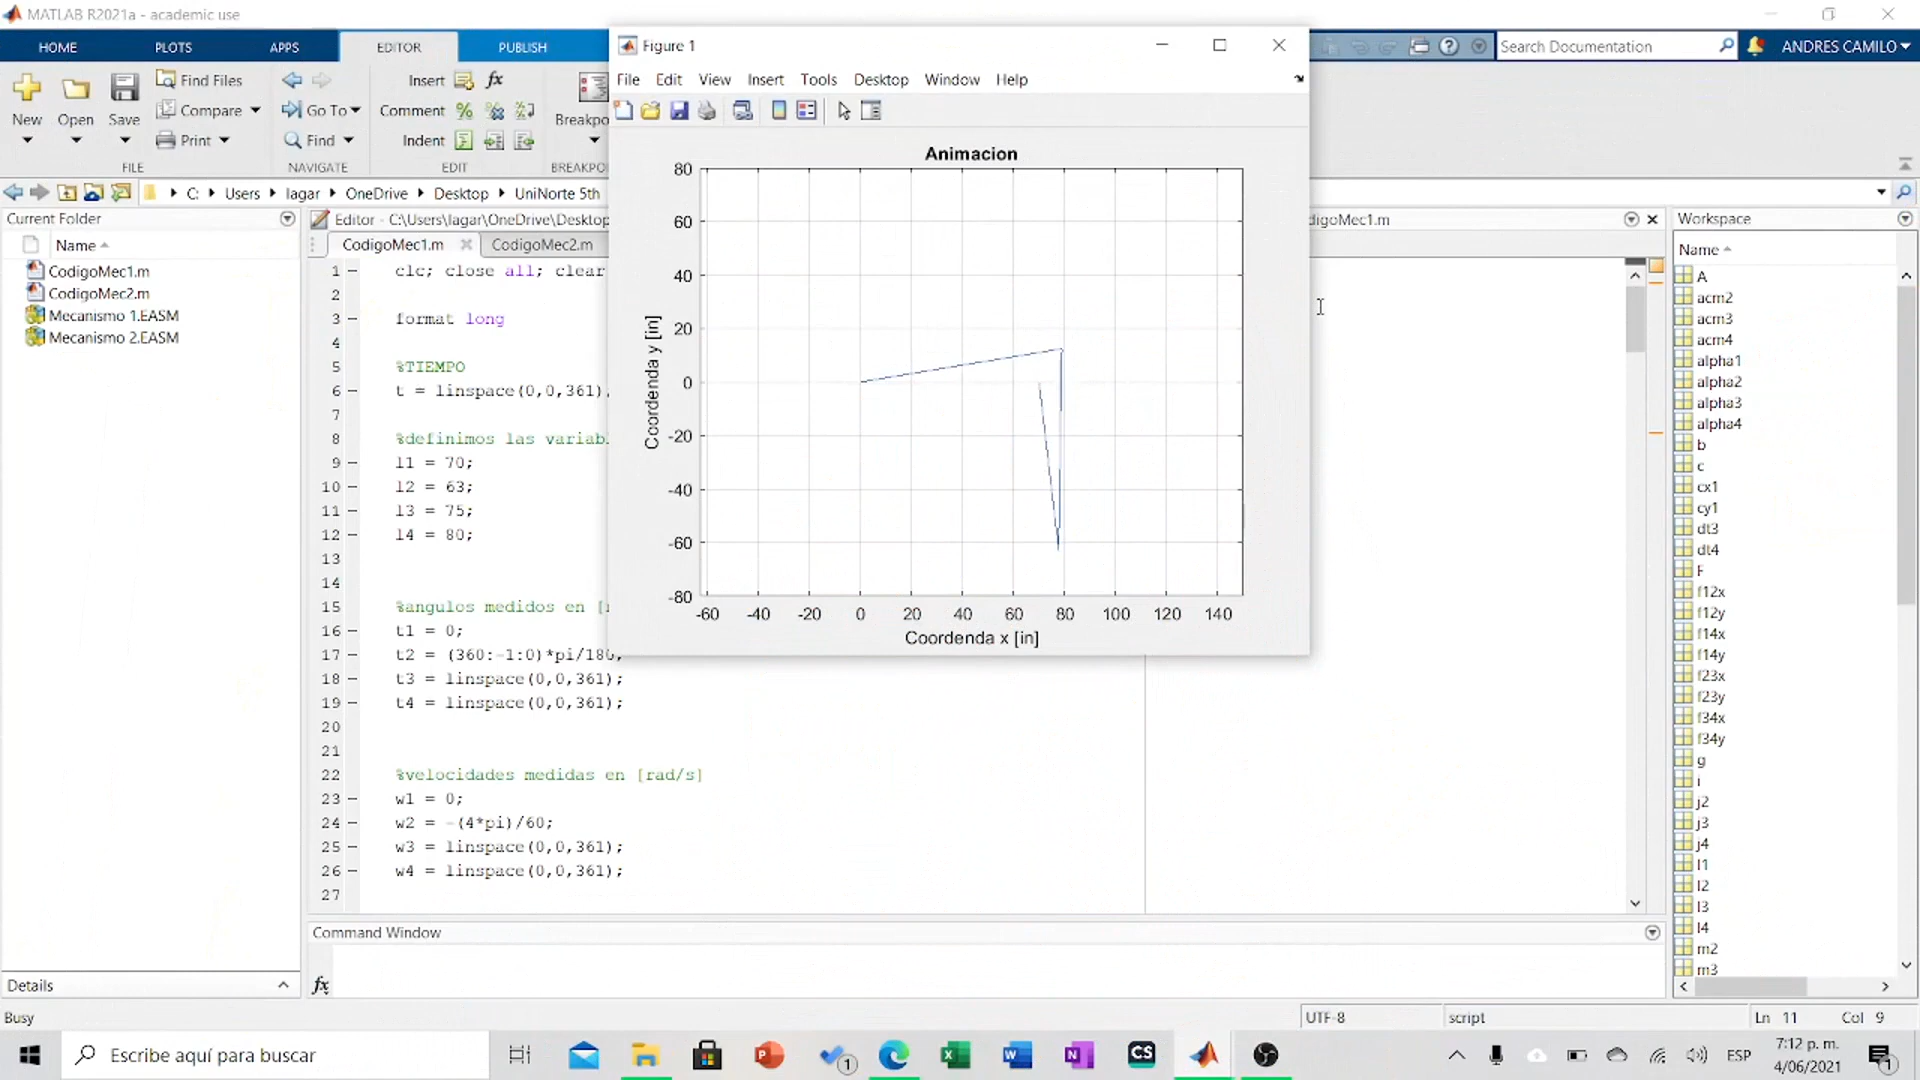 MATLAB R2021a - academic use
HOME PLOTS APPS EDITOR PUBLISH
Search Documentation
ANDRES CAMILO
New
Open
Save
Find Files
Compare
Print
FILE
Go To
Find
NAVIGATE
Insert
Comment
Indent
EDIT
Breakpo
BREAKPO
C: Users lagar OneDrive Desktop UniNorte 5th
Current Folder
Name
CodigoMec1.m
CodigoMec2.m
Mecanismo 1.EASM
Mecanismo 2.EASM
Details
Editor - C:\Users\lagar\OneDrive\Desktop
digoMec1.m
CodigoMec1.m CodigoMec2.m
1 clc; close all; clear
2
3 format long
4
5 %TIEMPO
6 t = linspace(0,0,361)
7
8 %definimos las variabl
9 l1 = 70;
10 l2 = 63;
11 l3 = 75;
12 l4 = 80;
13
14
15 %angulos medidos en [
16 t1 = 0;
17 t2 = (360:-1:0)*pi/180;
18 t3 = linspace(0,0,361);
19 t4 = linspace(0,0,361);
20
21
22 %velocidades medidas en [rad/s]
23 w1 = 0;
24 w2 = -(4*pi)/60;
25 w3 = linspace(0,0,361);
26 w4 = linspace(0,0,361);
27
Figure 1
File Edit View Insert Tools Desktop Window Help
Animacion
80
60
40
20
0
-20
-40
-60
-80
Coordenda y [in]
-60 -40 -20 0 20 40 60 80 100 120 140
Coordenda x [in]
Command Window
fx
Workspace
Name
A
acm2
acm3
acm4
alpha1
alpha2
alpha3
alpha4
b
c
cx1
cy1
dt3
dt4
F
f12x
f12y
f14x
f14y
f23x
f23y
f34x
f34y
g
i
j2
j3
j4
l1
l2
l3
l4
m2
m3
Busy
UTF-8
script
Ln 11 Col 9
Escribe aquí para buscar
1
CS
ESP
7:12 p. m.
4/06/2021
1